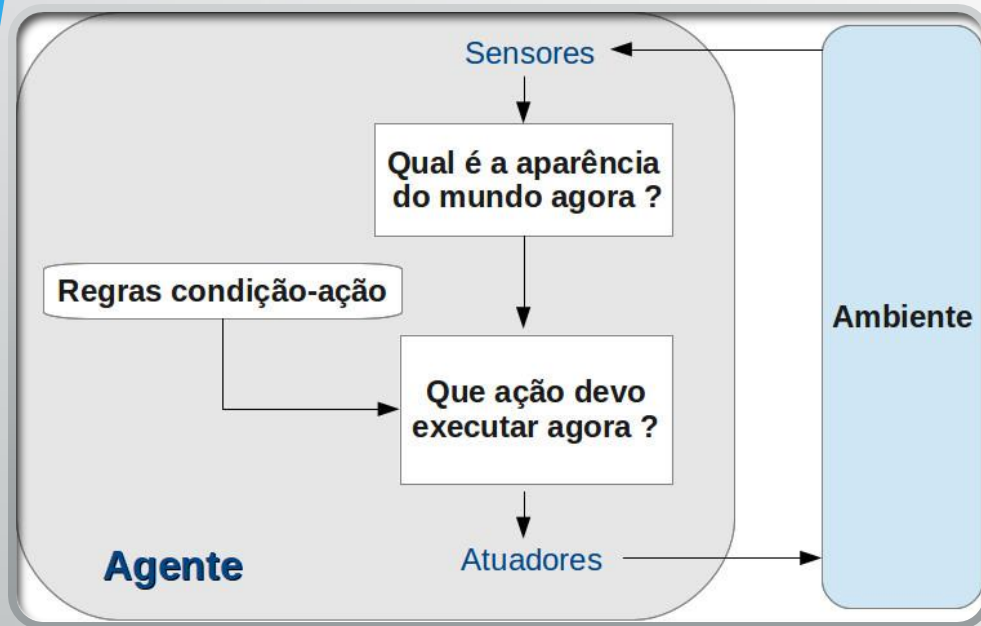 Sensores
Qual é a aparência
do mundo agora ?
Regras condição-ação
Ambiente
Que ação devo
executar agora ?
Agente
Atuadores